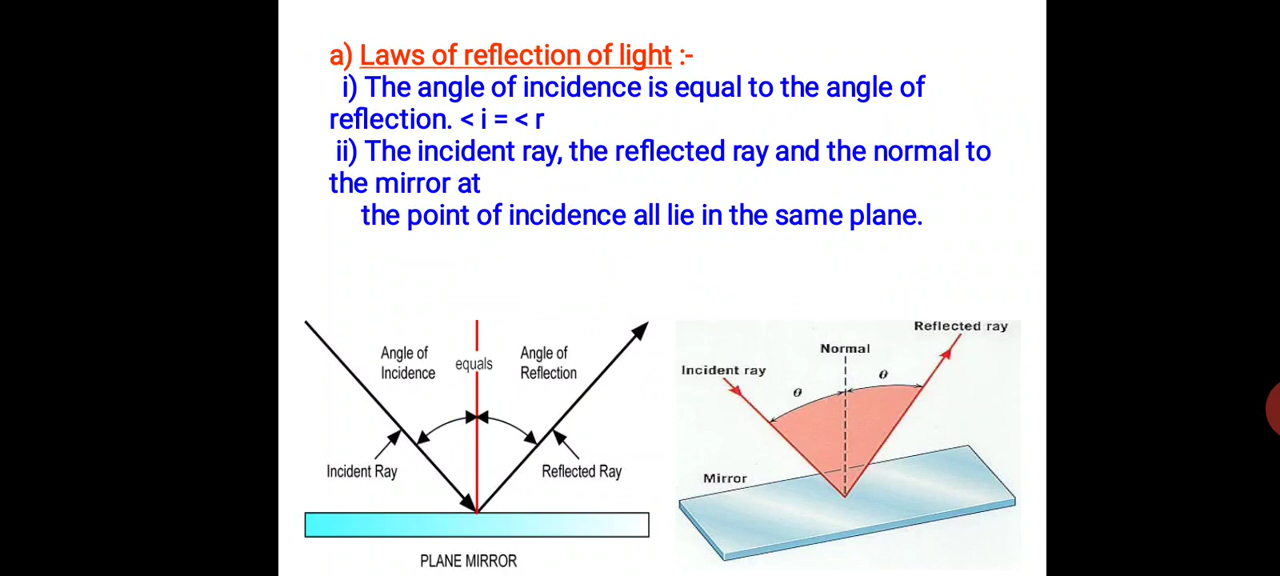 a) Laws of reflection of light :-
i) The angle of incidence is equal to the angle of
reflection. < i = < r
ii) The incident ray, the reflected ray and the normal to
the mirror at
the point of incidence all lie in the same plane.
Angle of
Incidence
equals
Angle of
Reflection
Incident Ray
Reflected Ray
PLANE MIRROR
Reflected ray
Normal
Incident ray
θ
θ
Mirror